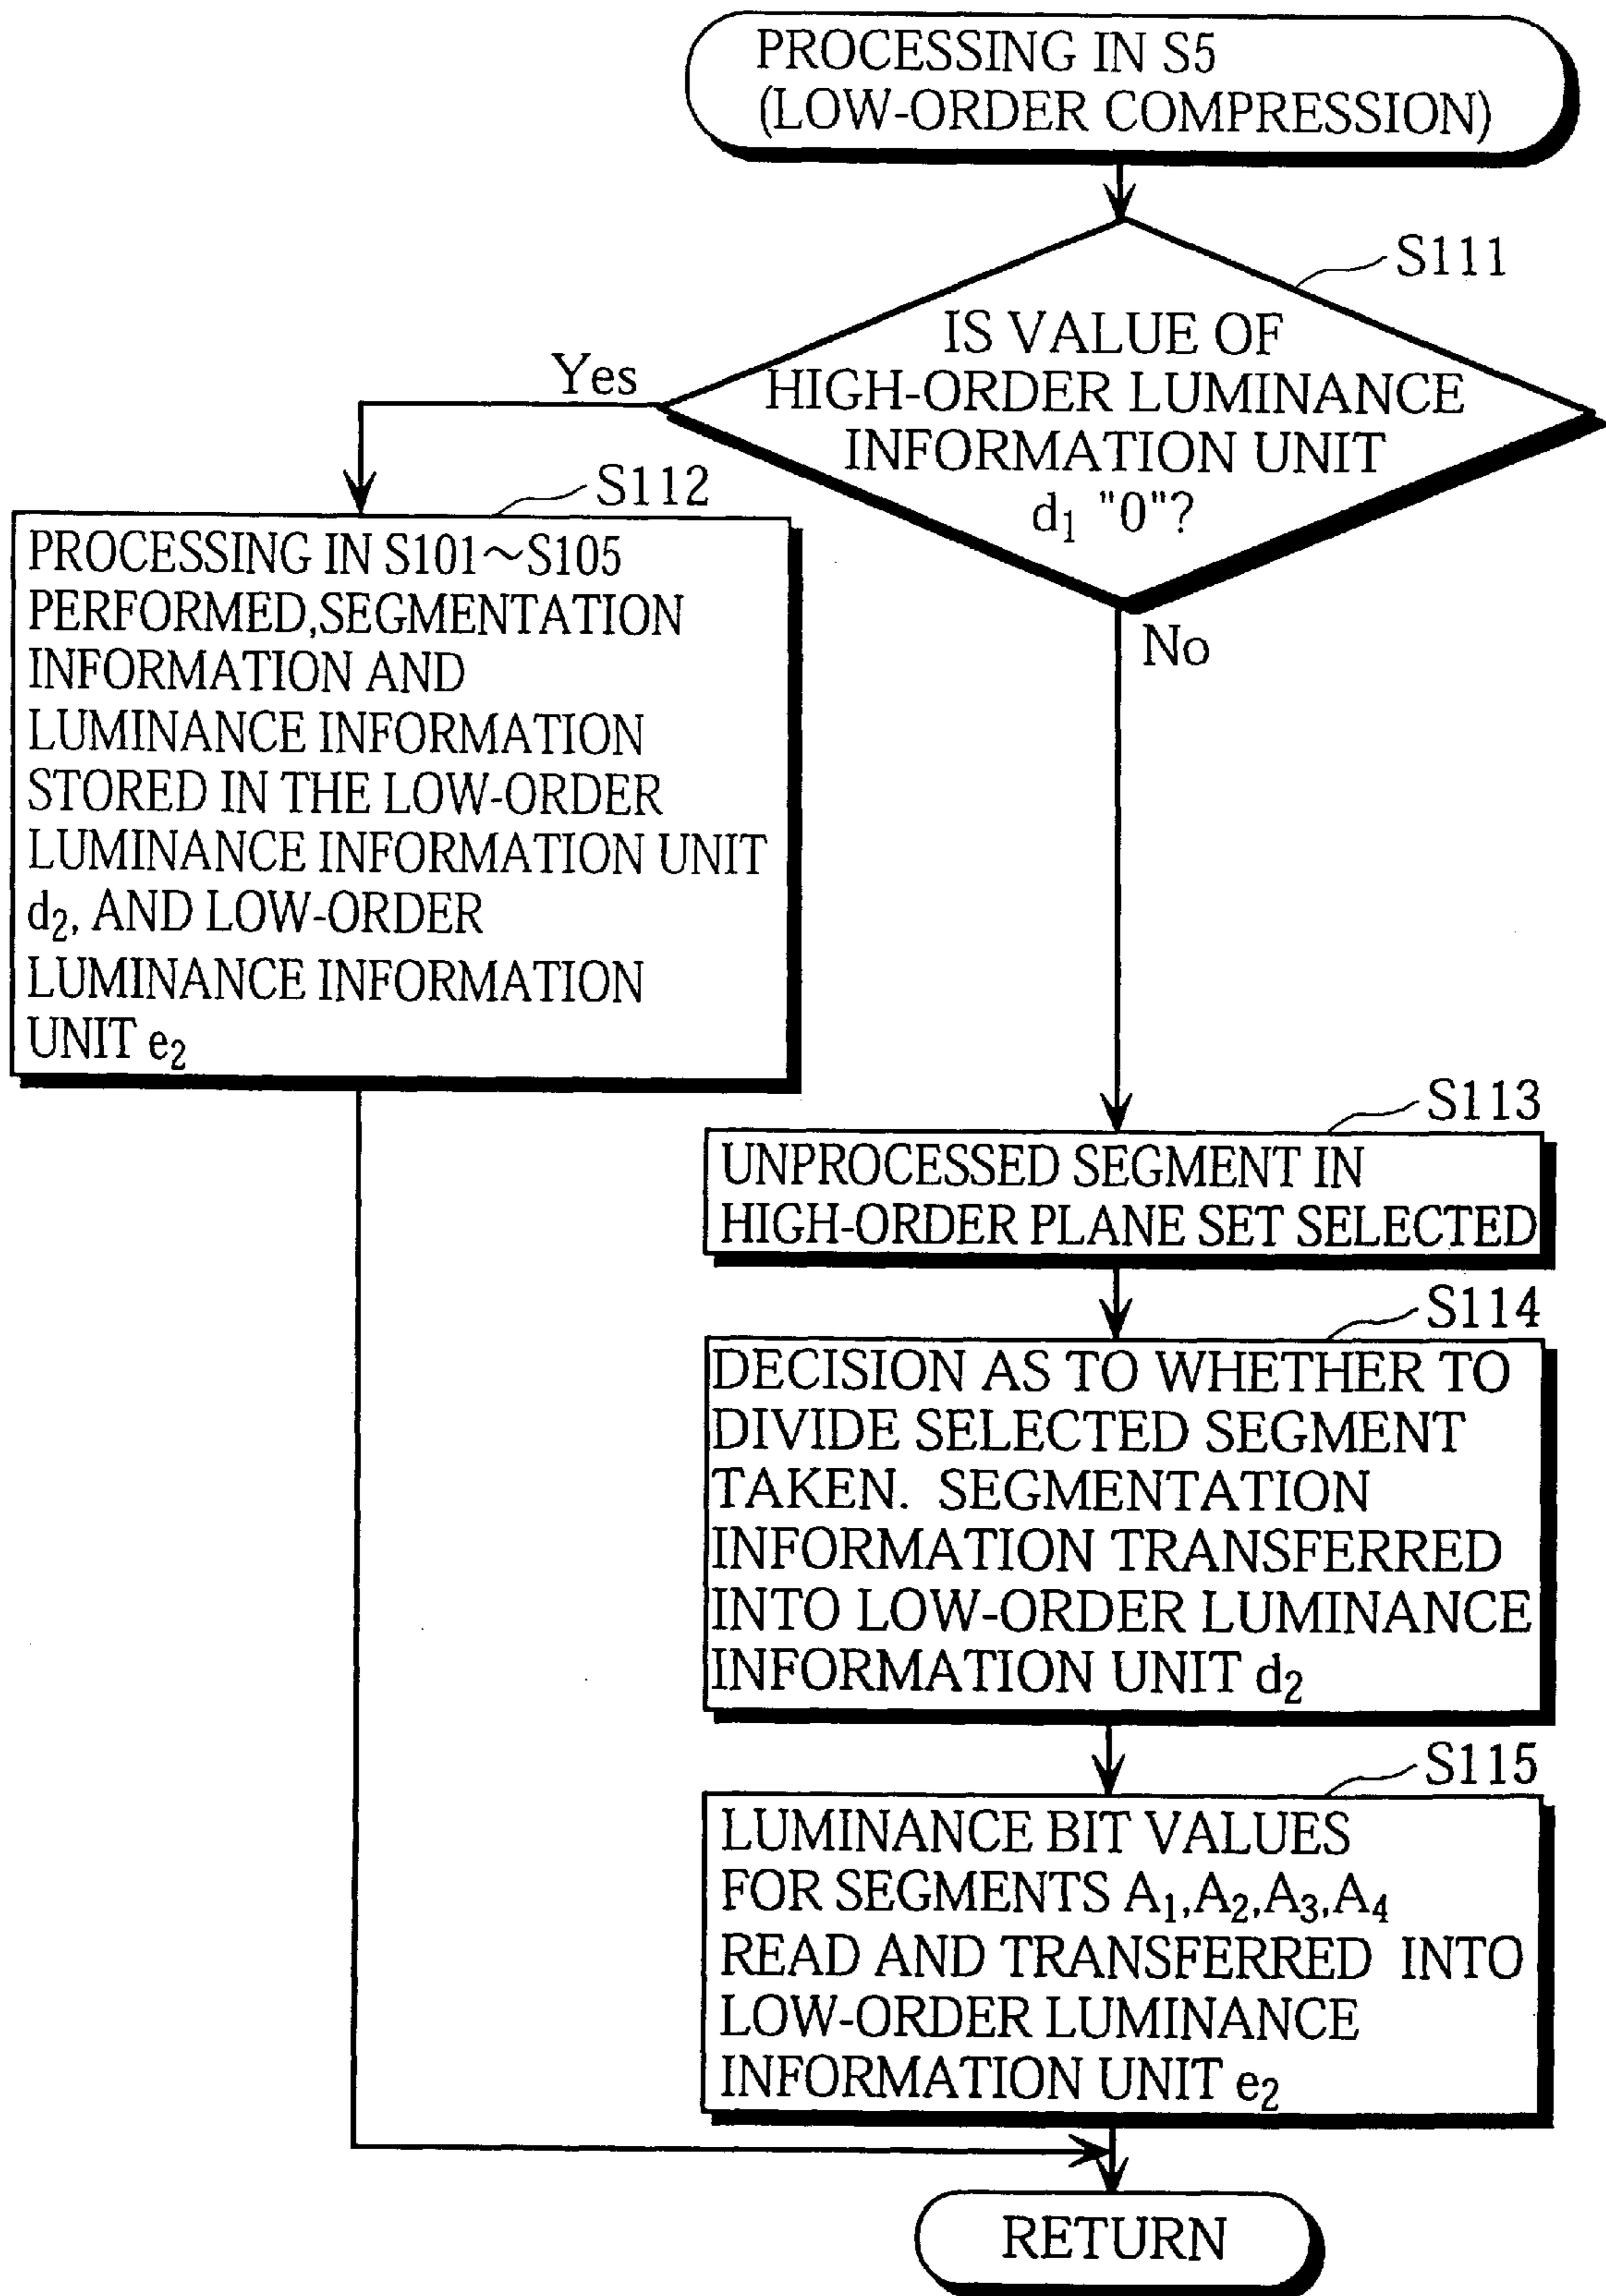 PROCESSING IN S5
(LOW-ORDER COMPRESSION)
S111
IS VALUE OF
HIGH-ORDER LUMINANCE
INFORMATION UNIT
d₁ "0"?
Yes
No
S112
PROCESSING IN S101～S105
PERFORMED,SEGMENTATION
INFORMATION AND
LUMINANCE INFORMATION
STORED IN THE LOW-ORDER
LUMINANCE INFORMATION UNIT
d₂, AND LOW-ORDER
LUMINANCE INFORMATION
UNIT e₂
S113
UNPROCESSED SEGMENT IN
HIGH-ORDER PLANE SET SELECTED
S114
DECISION AS TO WHETHER TO
DIVIDE SELECTED SEGMENT
TAKEN. SEGMENTATION
INFORMATION TRANSFERRED
INTO LOW-ORDER LUMINANCE
INFORMATION UNIT d₂
S115
LUMINANCE BIT VALUES
FOR SEGMENTS A₁,A₂,A₃,A₄
READ AND TRANSFERRED INTO
LOW-ORDER LUMINANCE
INFORMATION UNIT e₂
RETURN